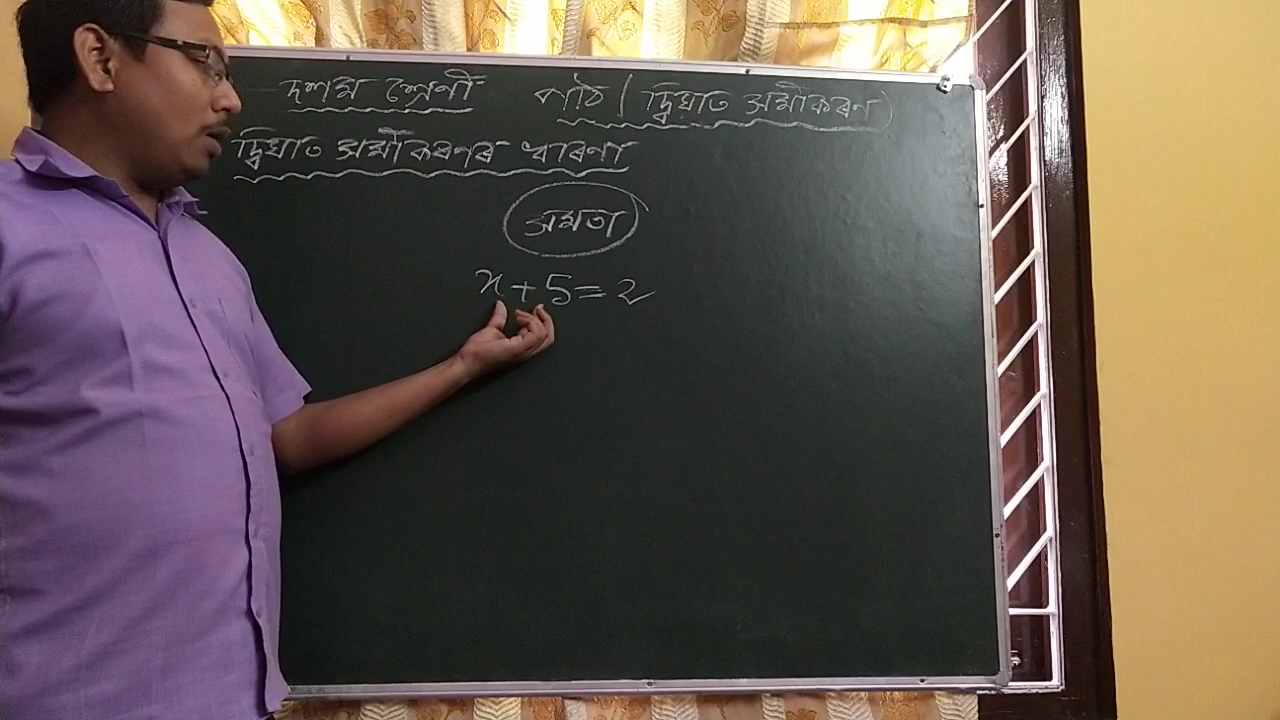 দশম শ্ৰেণী পাঠ (দ্বিঘাত সমীকৰণ)
দ্বিঘাত সমীকৰণৰ ধাৰণা
সমতা
x + 5 = 2